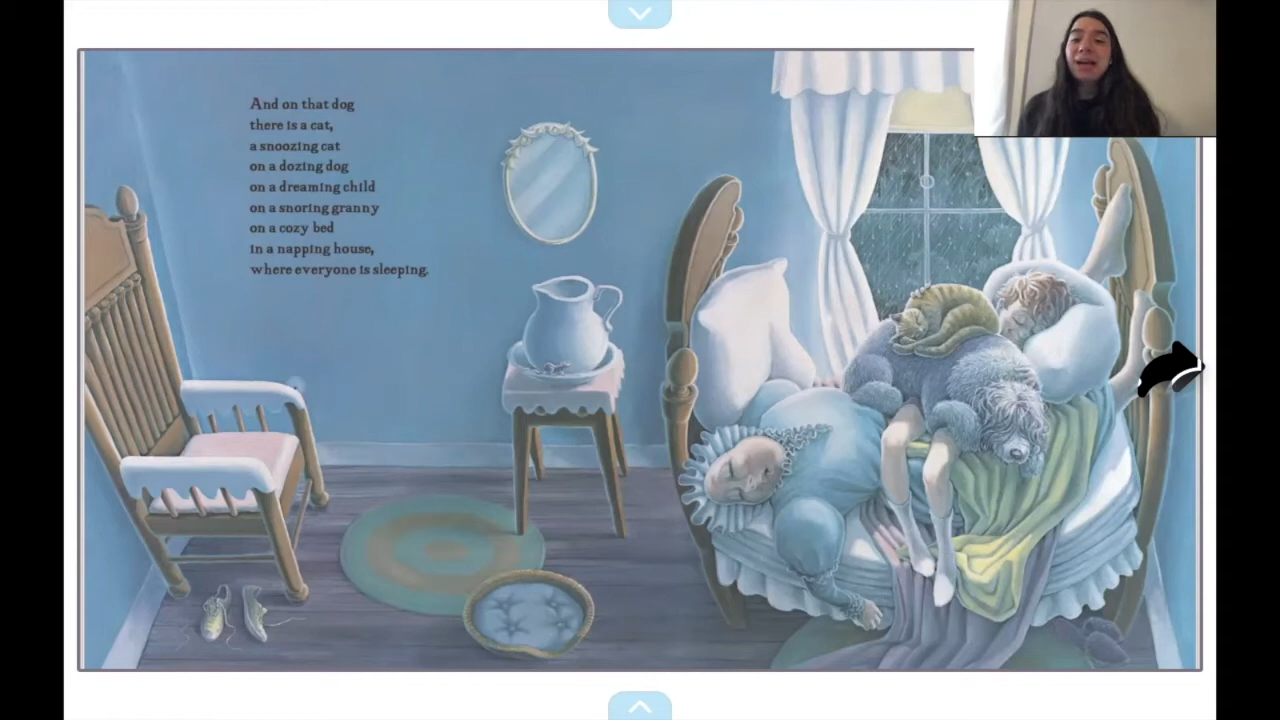 And on that dog
there is a cat,
a snoozing cat
on a dozing dog
on a dreaming child
on a snoring granny
on a cozy bed
in a napping house,
where everyone is sleeping.